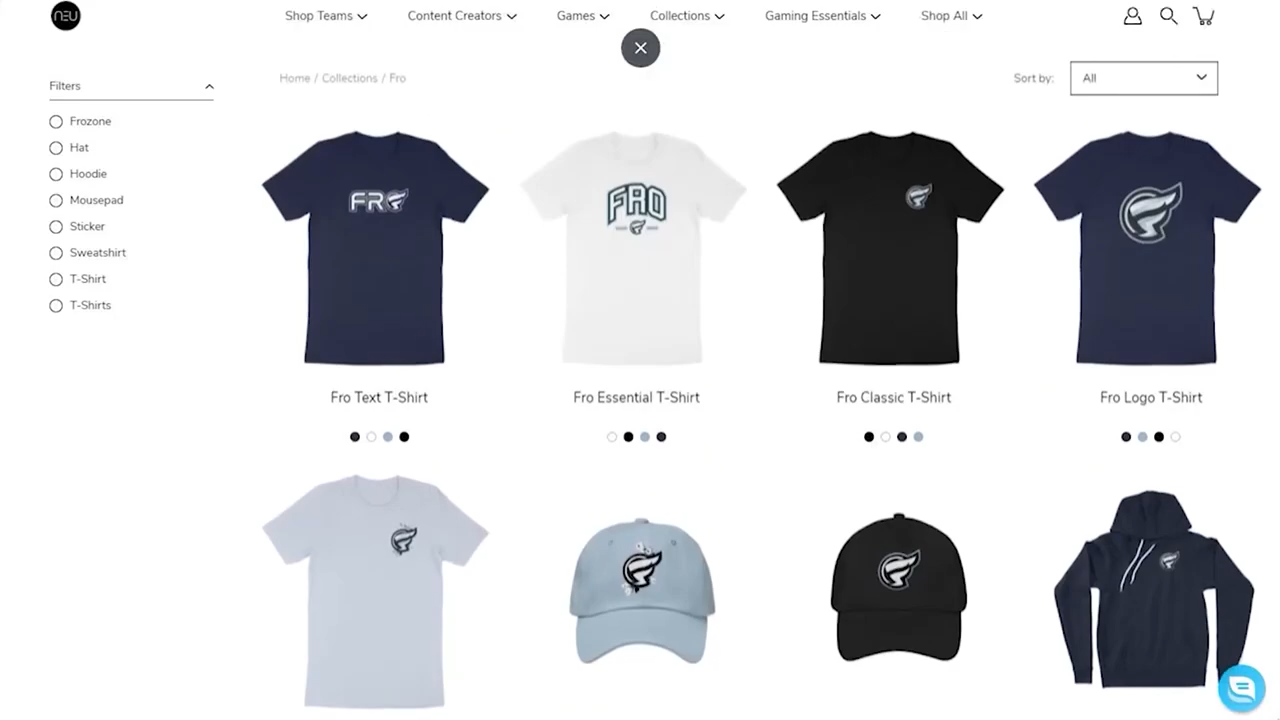 NEU
Shop Teams
Content Creators
Games
Collections
Gaming Essentials
Shop All
Home / Collections / Fro
Sort by:
All
Filters
Frozone
Hat
Hoodie
Mousepad
Sticker
Sweatshirt
T-Shirt
T-Shirts
FR
FRO
Fro Text T-Shirt
Fro Essential T-Shirt
Fro Classic T-Shirt
Fro Logo T-Shirt